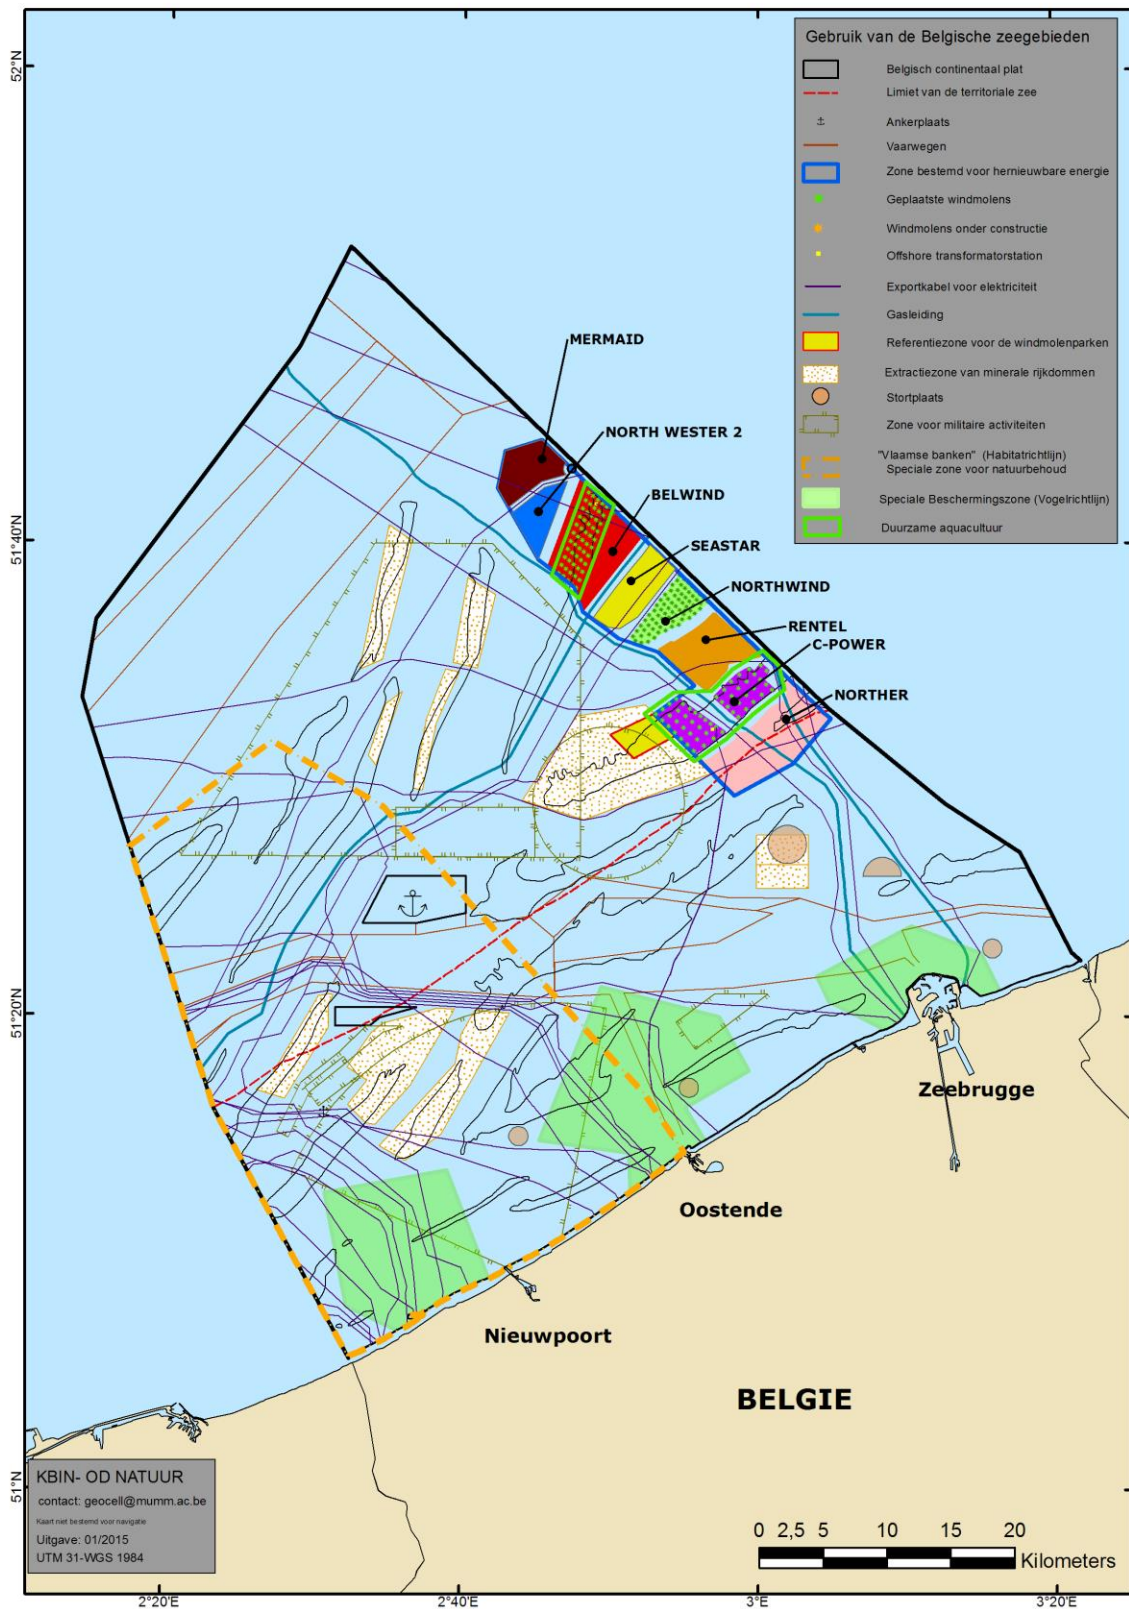 Gebruik van de Belgische zeegebieden
Belgisch continentaal plat
Limiet van de territoriale zee
Ankerplaats
Vaarwegen
Zone bestemd voor hernieuwbare energie
Geplaatste windmolens
Windmolens onder constructie
Offshore transformatorstation
Exportkabel voor elektriciteit
Gasleiding
Referentiezone voor de windmolenparken
Extractiezone van minerale rijkdommen
Stortplaats
Zone voor militaire activiteiten
"Vlaamse banken" (Habitatrichtlijn)
Speciale zone voor natuurbehoud
Speciale Beschermingszone (Vogelrichtlijn)
Duurzame aquacultuur
52°N
51°40'N
51°20'N
51°N
MERMAID
NORTH WESTER 2
BELWIND
SEASTAR
NORTHWIND
RENTEL
C-POWER
NORTHER
Zeebrugge
Oostende
Nieuwpoort
BELGIE
KBIN- OD NATUUR
contact: geocell@mumm.ac.be
Kaart niet bestemd voor navigatie
Uitgave: 01/2015
UTM 31-WGS 1984
0 2,5 5 10 15 20
Kilometers
2°20'E 2°40'E 3°E 3°20'E